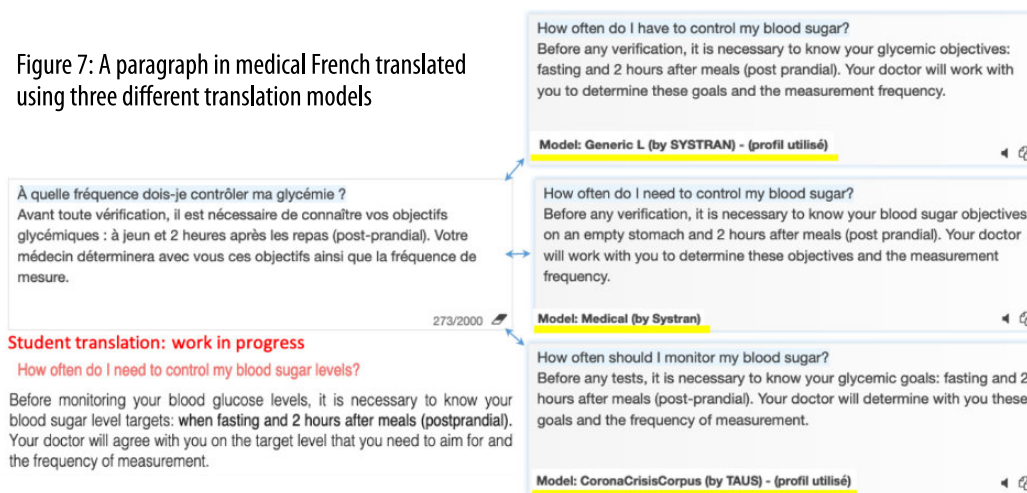 Figure 7: A paragraph in medical French translated
using three different translation models
How often do I have to control my blood sugar?
Before any verification, it is necessary to know your glycemic objectives:
fasting and 2 hours after meals (post prandial). Your doctor will work with
you to determine these goals and the measurement frequency.
Model: Generic L (by SYSTRAN) - (profil utilisé)
À quelle fréquence dois-je contrôler ma glycémie ?
Avant toute vérification, il est nécessaire de connaître vos objectifs
glycémiques : à jeun et 2 heures après les repas (post-prandial). Votre
médecin déterminera avec vous ces objectifs ainsi que la fréquence de
mesure.
273/2000
How often do I need to control my blood sugar?
Before any verification, it is necessary to know your blood sugar objectives
on an empty stomach and 2 hours after meals (post prandial). Your doctor
will work with you to determine these objectives and the measurement
frequency.
Model: Medical (by Systran)
Student translation: work in progress
How often do I need to control my blood sugar levels?
Before monitoring your blood glucose levels, it is necessary to know your
blood sugar level targets: when fasting and 2 hours after meals (postprandial).
Your doctor will agree with you on the target level that you need to aim for and
the frequency of measurement.
How often should I monitor my blood sugar?
Before any tests, it is necessary to know your glycemic goals: fasting and 2
hours after meals (post-prandial). Your doctor will determine with you these
goals and the frequency of measurement.
Model: CoronaCrisisCorpus (by TAUS) - (profil utilisé)